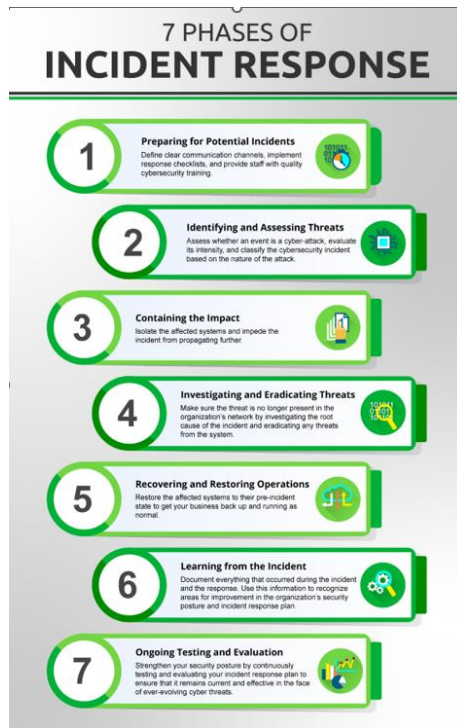 7 PHASES OF
INCIDENT RESPONSE
1
Preparing for Potential Incidents
Define clear communication channels, implement
response checklists, and provide staff with quality
cybersecurity training.
2
Identifying and Assessing Threats
Assess whether an event is a cyber-attack, evaluate
its intensity, and classify the cybersecurity incident
based on the nature of the attack.
3
Containing the Impact
Isolate the affected systems and impede the
incident from propagating further.
4
Investigating and Eradicating Threats
Make sure the threat is no longer present in the
organization's network by investigating the root
cause of the incident and eradicating any threats
from the system.
5
Recovering and Restoring Operations
Restore the affected systems to their pre-incident
state to get your business back up and running as
normal.
6
Learning from the Incident
Document everything that occurred during the incident
and the response. Use this information to recognize
areas for improvement in the organization's security
posture and incident response plan.
7
Ongoing Testing and Evaluation
Strengthen your security posture by continuously
testing and evaluating your incident response plan to
ensure that it remains current and effective in the face
of ever-evolving cyber threats.